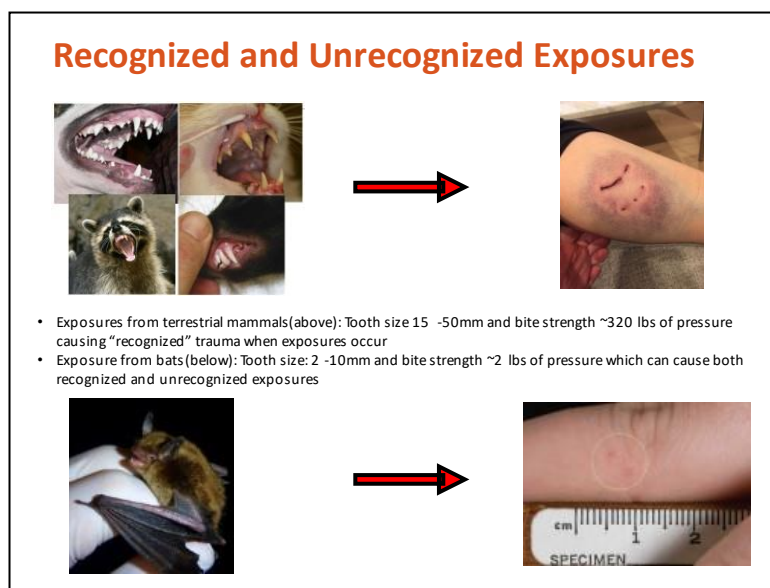 Recognized and Unrecognized Exposures
• Exposures from terrestrial mammals(above): Tooth size 15 -50mm and bite strength ~320 lbs of pressure
causing “recognized” trauma when exposures occur
• Exposure from bats(below): Tooth size: 2 -10mm and bite strength ~2 lbs of pressure which can cause both
recognized and unrecognized exposures
cm 1 2
SPECIMEN